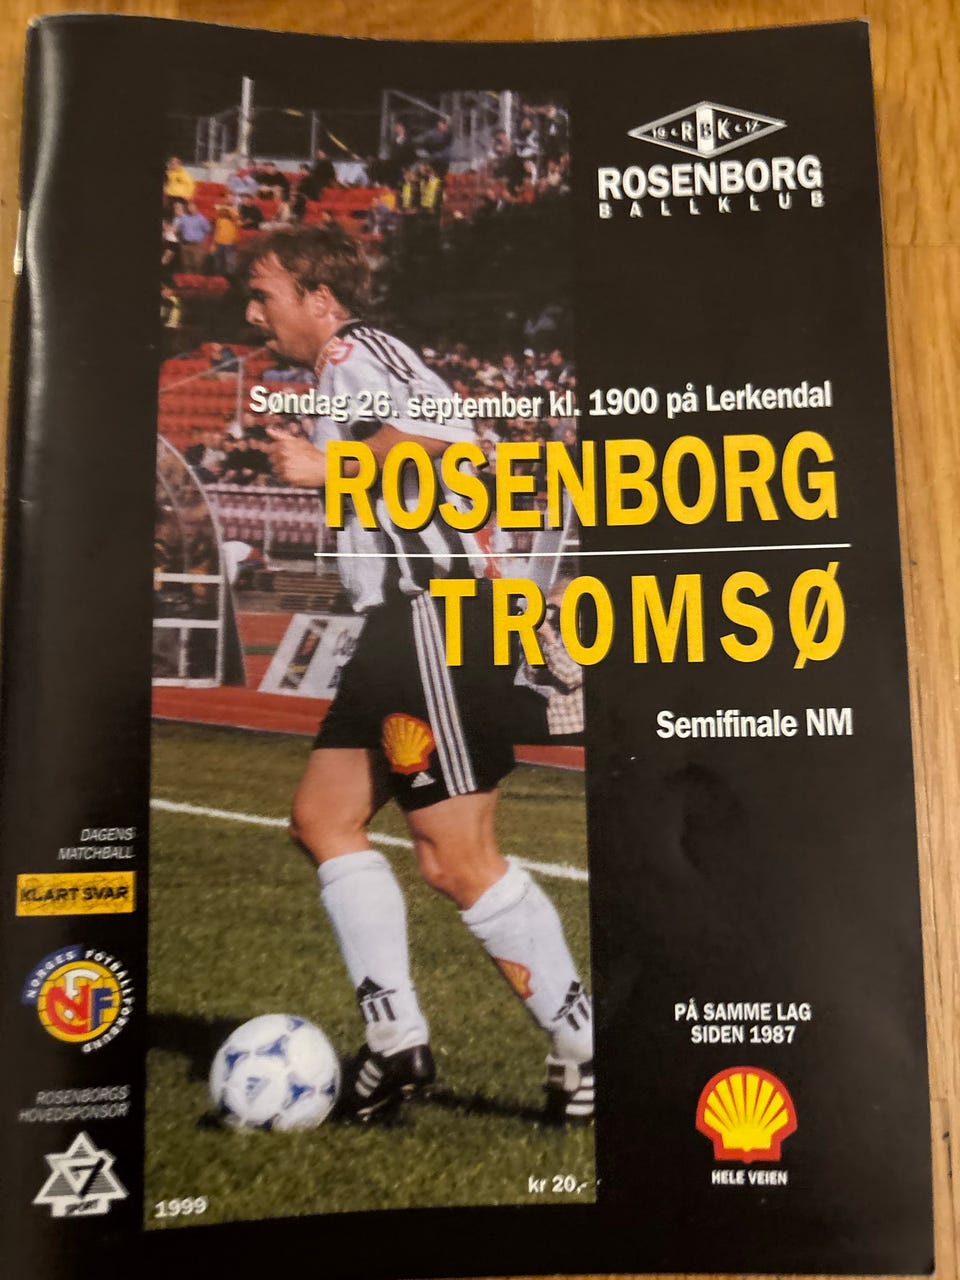 19 RBK 17
ROSENBORG
BALLKLUB
Søndag 26. september kl. 1900 på Lerkendal
ROSENBORG
TROMSØ
Semifinale NM
DAGENS
MATCHBALL
KLART SVAR
NORGES FOTBALLFORBUND
NFF
ROSENBORGS
HOVEDSPONSOR
1999
kr 20,-
PÅ SAMME LAG
SIDEN 1987
HELE VEIEN